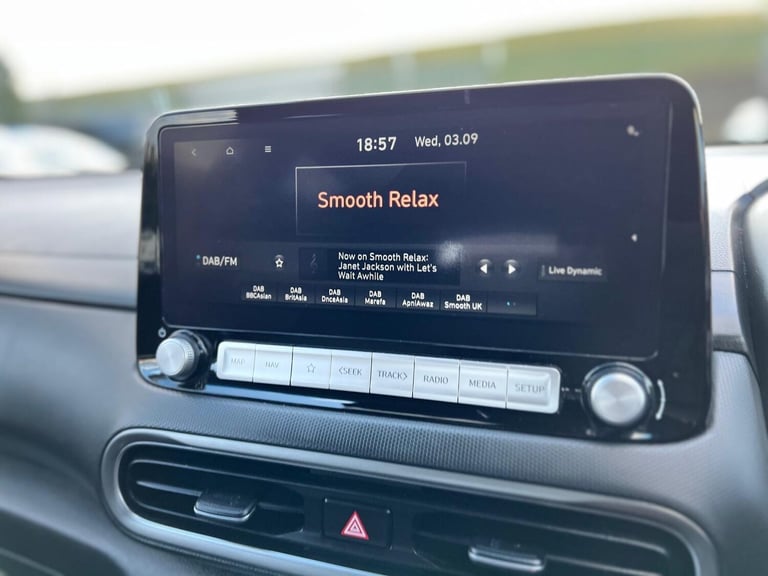 18:57 Wed, 03.09
Smooth Relax
DAB/FM
Now on Smooth Relax:
Janet Jackson with Let's
Wait Awhile
Live Dynamic
DAB
BBCAsian
DAB
BritAsia
DAB
DnceAsia
DAB
Marefa
DAB
ApniAwaz
DAB
Smooth UK
MAP
NAV
<SEEK
TRACK>
RADIO
MEDIA
SETUP